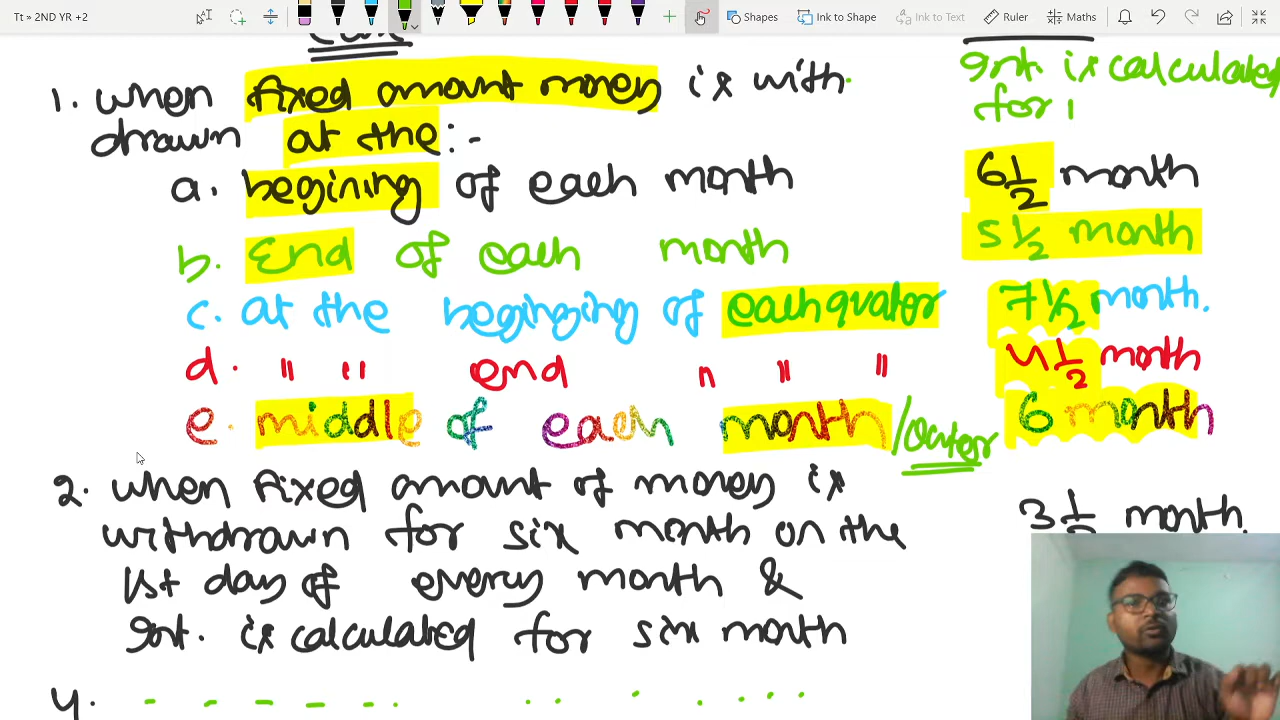 Tt > 2ND YR +2
Shapes
Ink to Shape
Ink to Text
Ruler
Maths
Int. is calculated
for 1
1. when fixed amount money is with
drawn at the:-
a. begining of each month 6 1/2 month
b. End of each month 5 1/2 month
c. at the beginning of each quator 7 1/2 month.
d. " " end " " " 4 1/2 month
e. middle of each month / 6 month
2. when fixed amount of money is
withdrawn for six month on the 3 1/2 month.
1st day of every month &
Int. is calculated for six month
4.